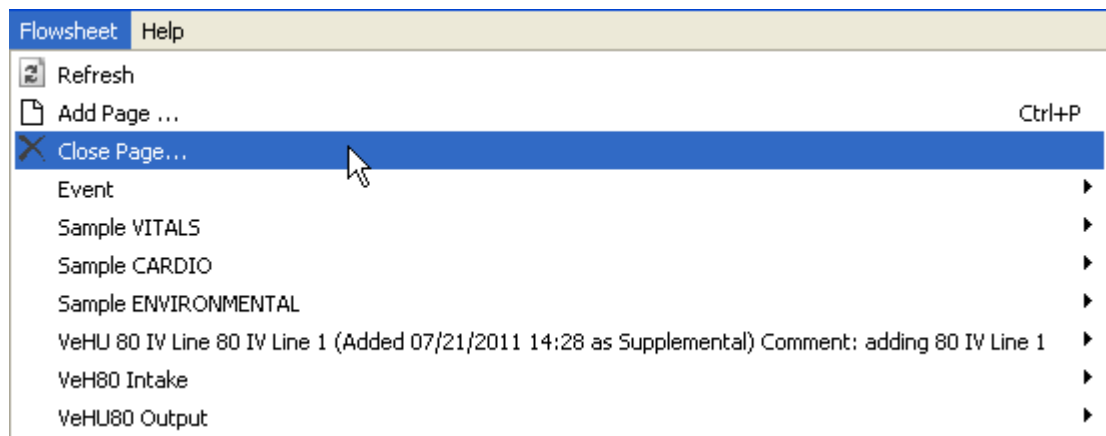 Flowsheet Help
Refresh
Add Page ... Ctrl+P
Close Page...
Event
Sample VITALS
Sample CARDIO
Sample ENVIRONMENTAL
VeHU 80 IV Line 80 IV Line 1 (Added 07/21/2011 14:28 as Supplemental) Comment: adding 80 IV Line 1
VeH80 Intake
VeHU80 Output